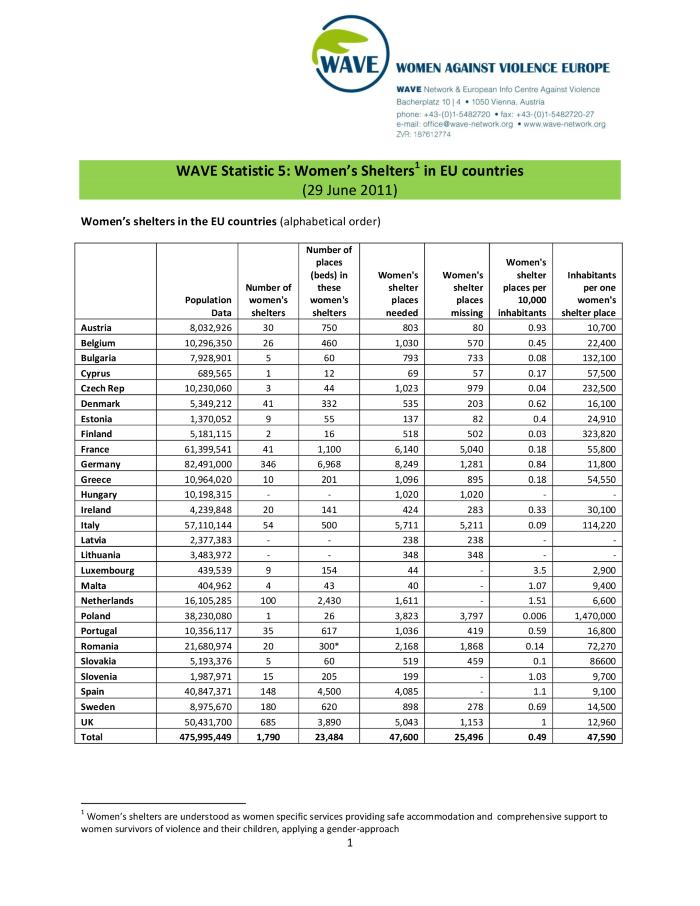 WAVE
WOMEN AGAINST VIOLENCE EUROPE
WAVE Network & European Info Centre Against Violence
Bacherplatz 10 | 4 • 1050 Vienna, Austria
phone: +43-(0)1-5482720 • fax: +43-(0)1-5482720-27
e-mail: office@wave-network.org • www.wave-network.org
ZVR: 187612774
WAVE Statistic 5: Women's Shelters1 in EU countries
(29 June 2011)
Women's shelters in the EU countries (alphabetical order)
Population Data | Number of women's shelters | Number of places (beds) in these women's shelters | Women's shelter places needed | Women's shelter places missing | Women's shelter places per 10,000 inhabitants | Inhabitants per one women's shelter place
Austria 8,032,926 30 750 803 80 0.93 10,700
Belgium 10,296,350 26 460 1,030 570 0.45 22,400
Bulgaria 7,928,901 5 60 793 733 0.08 132,100
Cyprus 689,565 1 12 69 57 0.17 57,500
Czech Rep 10,230,060 3 44 1,023 979 0.04 232,500
Denmark 5,349,212 41 332 535 203 0.62 16,100
Estonia 1,370,052 9 55 137 82 0.4 24,910
Finland 5,181,115 2 16 518 502 0.03 323,820
France 61,399,541 41 1,100 6,140 5,040 0.18 55,800
Germany 82,491,000 346 6,968 8,249 1,281 0.84 11,800
Greece 10,964,020 10 201 1,096 895 0.18 54,550
Hungary 10,198,315 - - 1,020 1,020 - -
Ireland 4,239,848 20 141 424 283 0.33 30,100
Italy 57,110,144 54 500 5,711 5,211 0.09 114,220
Latvia 2,377,383 - - 238 238 - -
Lithuania 3,483,972 - - 348 348 - -
Luxembourg 439,539 9 154 44 - 3.5 2,900
Malta 404,962 4 43 40 - 1.07 9,400
Netherlands 16,105,285 100 2,430 1,611 - 1.51 6,600
Poland 38,230,080 1 26 3,823 3,797 0.006 1,470,000
Portugal 10,356,117 35 617 1,036 419 0.59 16,800
Romania 21,680,974 20 300* 2,168 1,868 0.14 72,270
Slovakia 5,193,376 5 60 519 459 0.1 86600
Slovenia 1,987,971 15 205 199 - 1.03 9,700
Spain 40,847,371 148 4,500 4,085 - 1.1 9,100
Sweden 8,975,670 180 620 898 278 0.69 14,500
UK 50,431,700 685 3,890 5,043 1,153 1 12,960
Total 475,995,449 1,790 23,484 47,600 25,496 0.49 47,590
1 Women's shelters are understood as women specific services providing safe accommodation and comprehensive support to
women survivors of violence and their children, applying a gender-approach
1